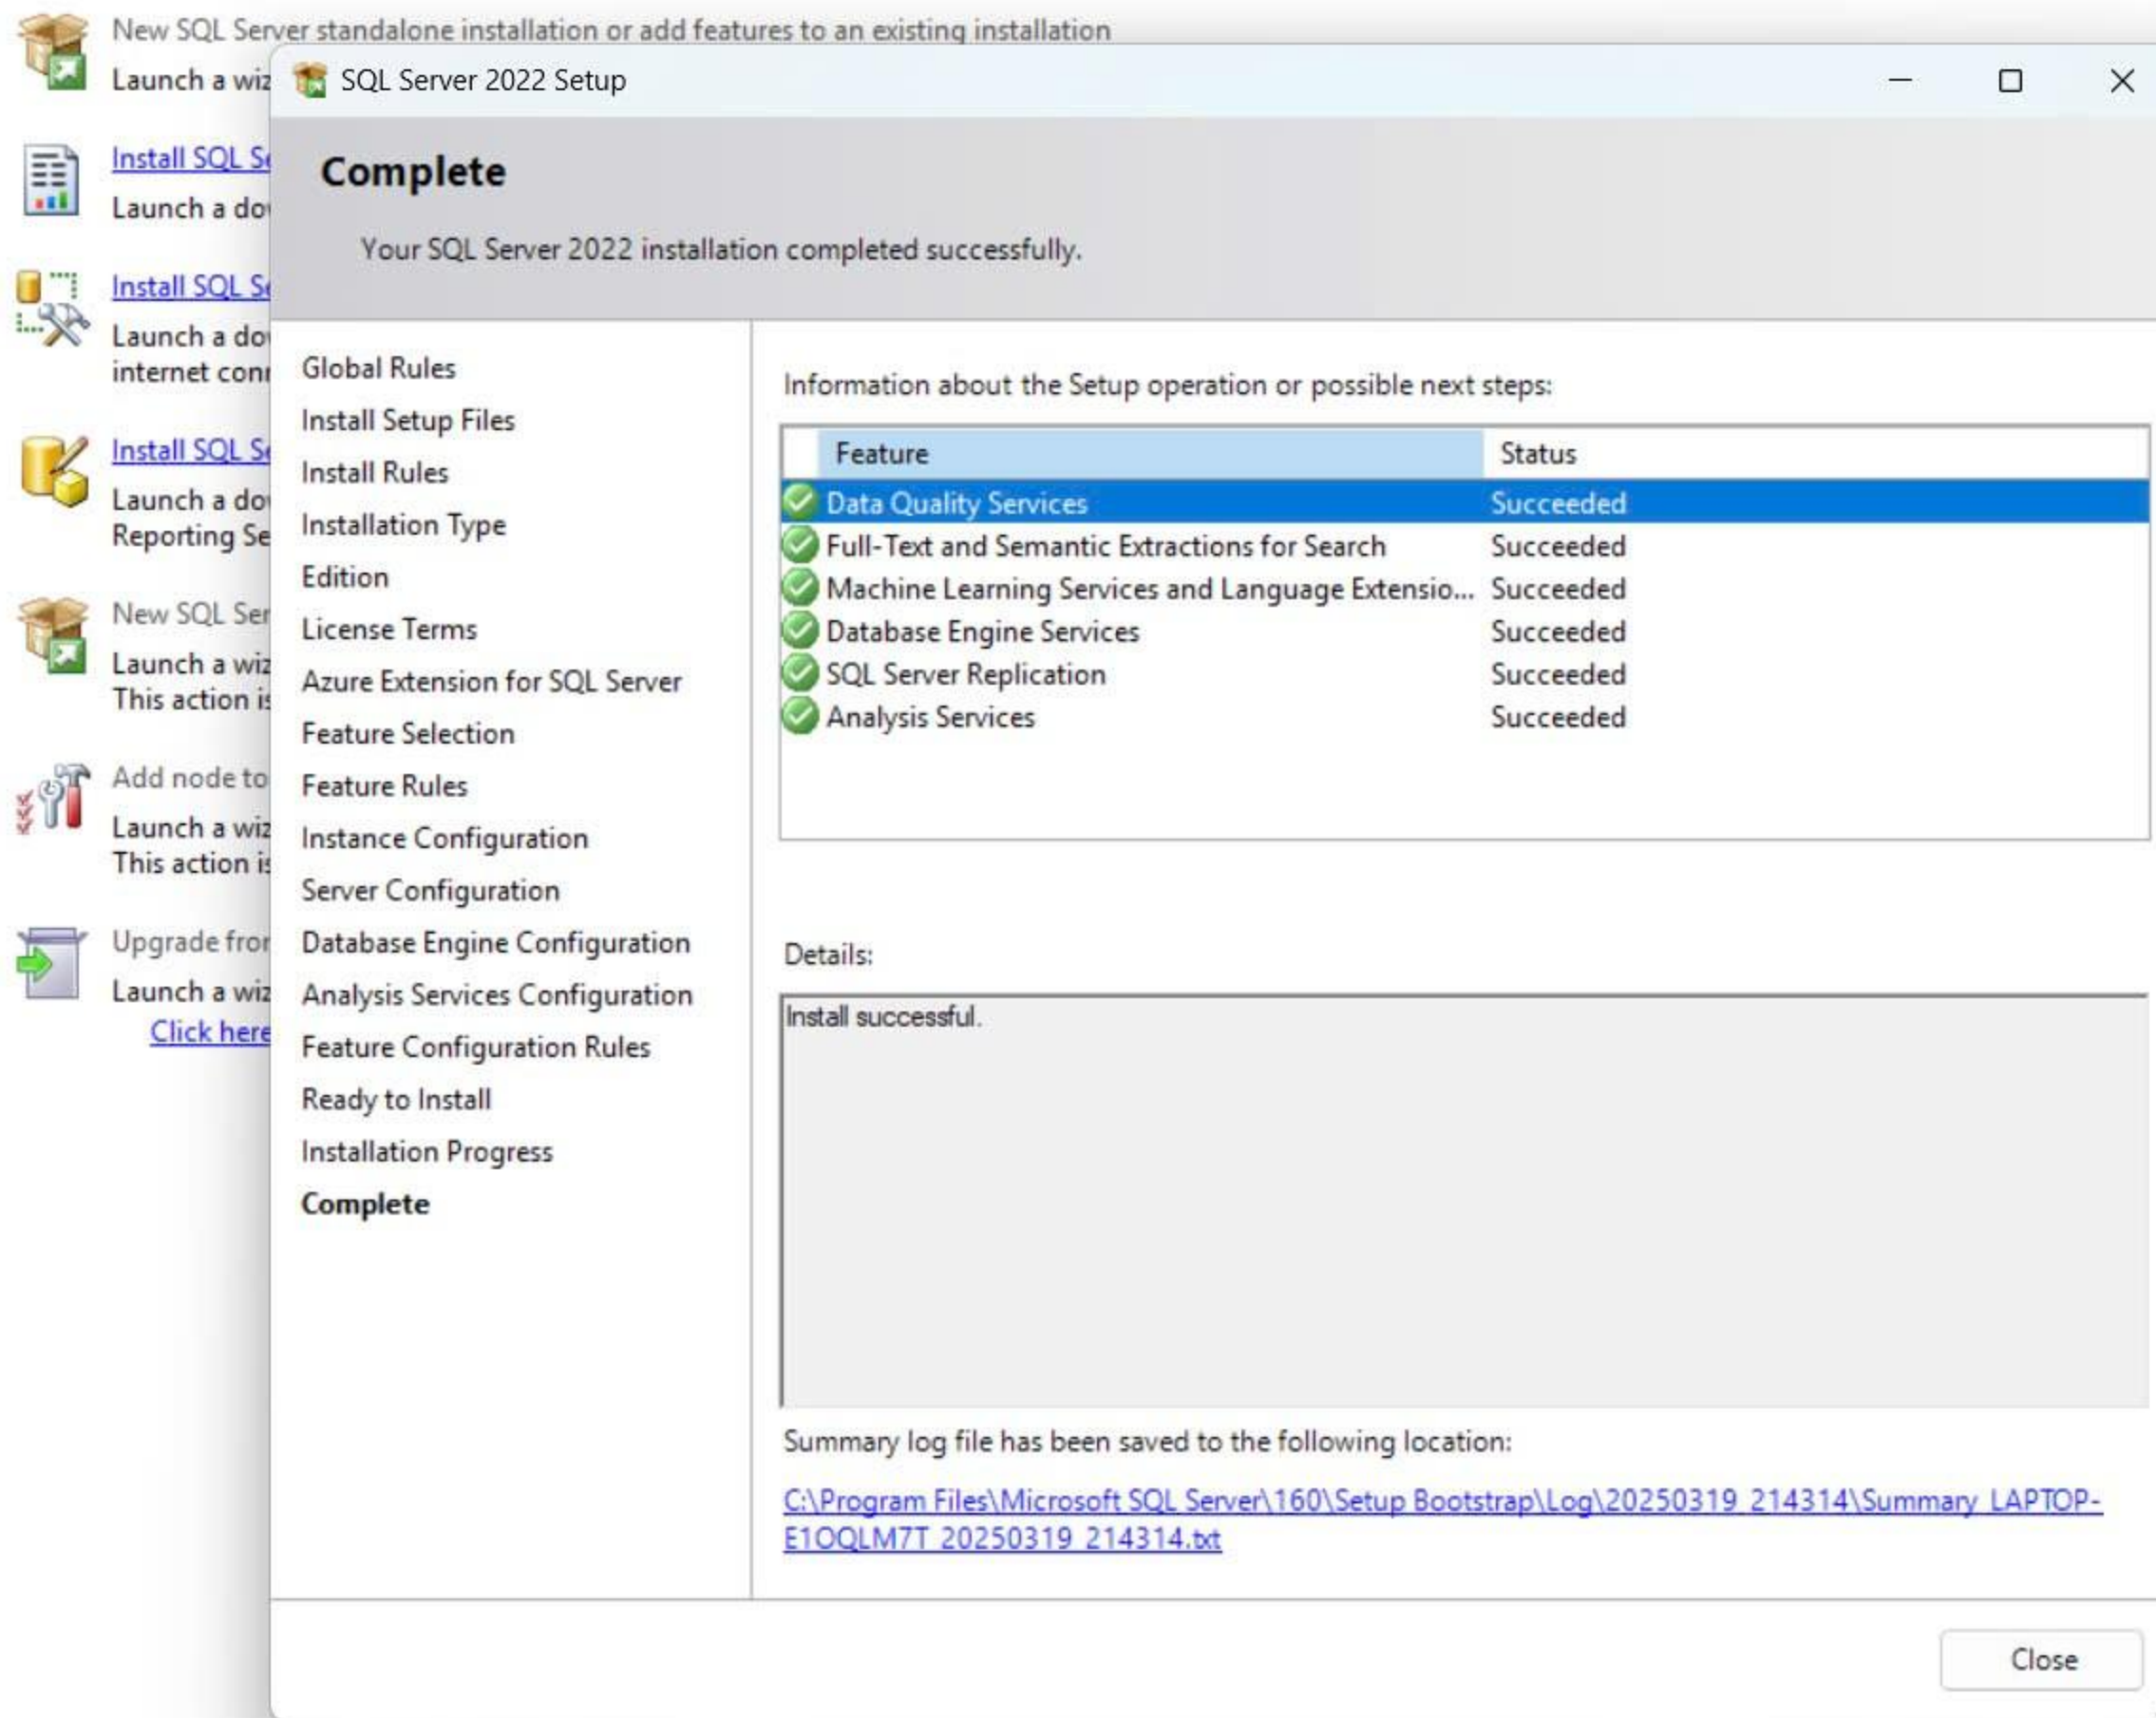 New SQL Server standalone installation or add features to an existing installation
Launch a wiz
SQL Server 2022 Setup
Install SQL Se
Launch a dow
Install SQL Se
Launch a dow
internet conn
Install SQL Se
Launch a dow
Reporting Se
New SQL Ser
Launch a wiz
This action is
Add node to
Launch a wiz
This action is
Upgrade from
Launch a wiz
Click here
Complete
Your SQL Server 2022 installation completed successfully.
Global Rules
Install Setup Files
Install Rules
Installation Type
Edition
License Terms
Azure Extension for SQL Server
Feature Selection
Feature Rules
Instance Configuration
Server Configuration
Database Engine Configuration
Analysis Services Configuration
Feature Configuration Rules
Ready to Install
Installation Progress
Complete
Information about the Setup operation or possible next steps:
Feature Status
Data Quality Services Succeeded
Full-Text and Semantic Extractions for Search Succeeded
Machine Learning Services and Language Extensio... Succeeded
Database Engine Services Succeeded
SQL Server Replication Succeeded
Analysis Services Succeeded
Details:
Install successful.
Summary log file has been saved to the following location:
C:\Program Files\Microsoft SQL Server\160\Setup Bootstrap\Log\20250319_214314\Summary_LAPTOP-
E1OQLM7T_20250319_214314.txt
Close